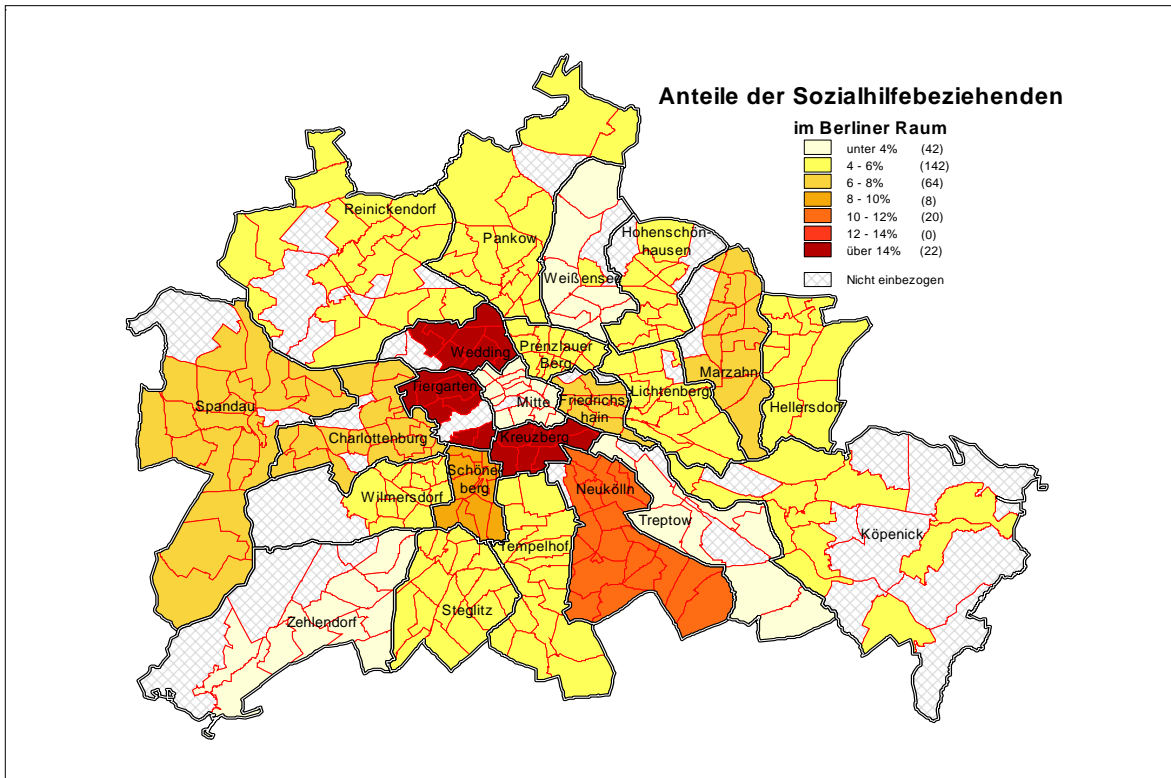 Anteile der Sozialhilfebeziehenden
im Berliner Raum
unter 4% (42)
4 - 6% (142)
6 - 8% (64)
8 - 10% (8)
10 - 12% (20)
12 - 14% (0)
über 14% (22)
Nicht einbezogen
Reinickendorf
Pankow
Hohenschön-
hausen
Weißensee
Wedding
Prenzlauer
Berg
Marzahn
Tiergarten
Mitte
Friedrichs
hain
Lichtenberg
Hellersdorf
Spandau
Charlottenburg
Kreuzberg
Schöne-
berg
Wilmersdorf
Neukölln
Treptow
Köpenick
Tempelhof
Steglitz
Zehlendorf